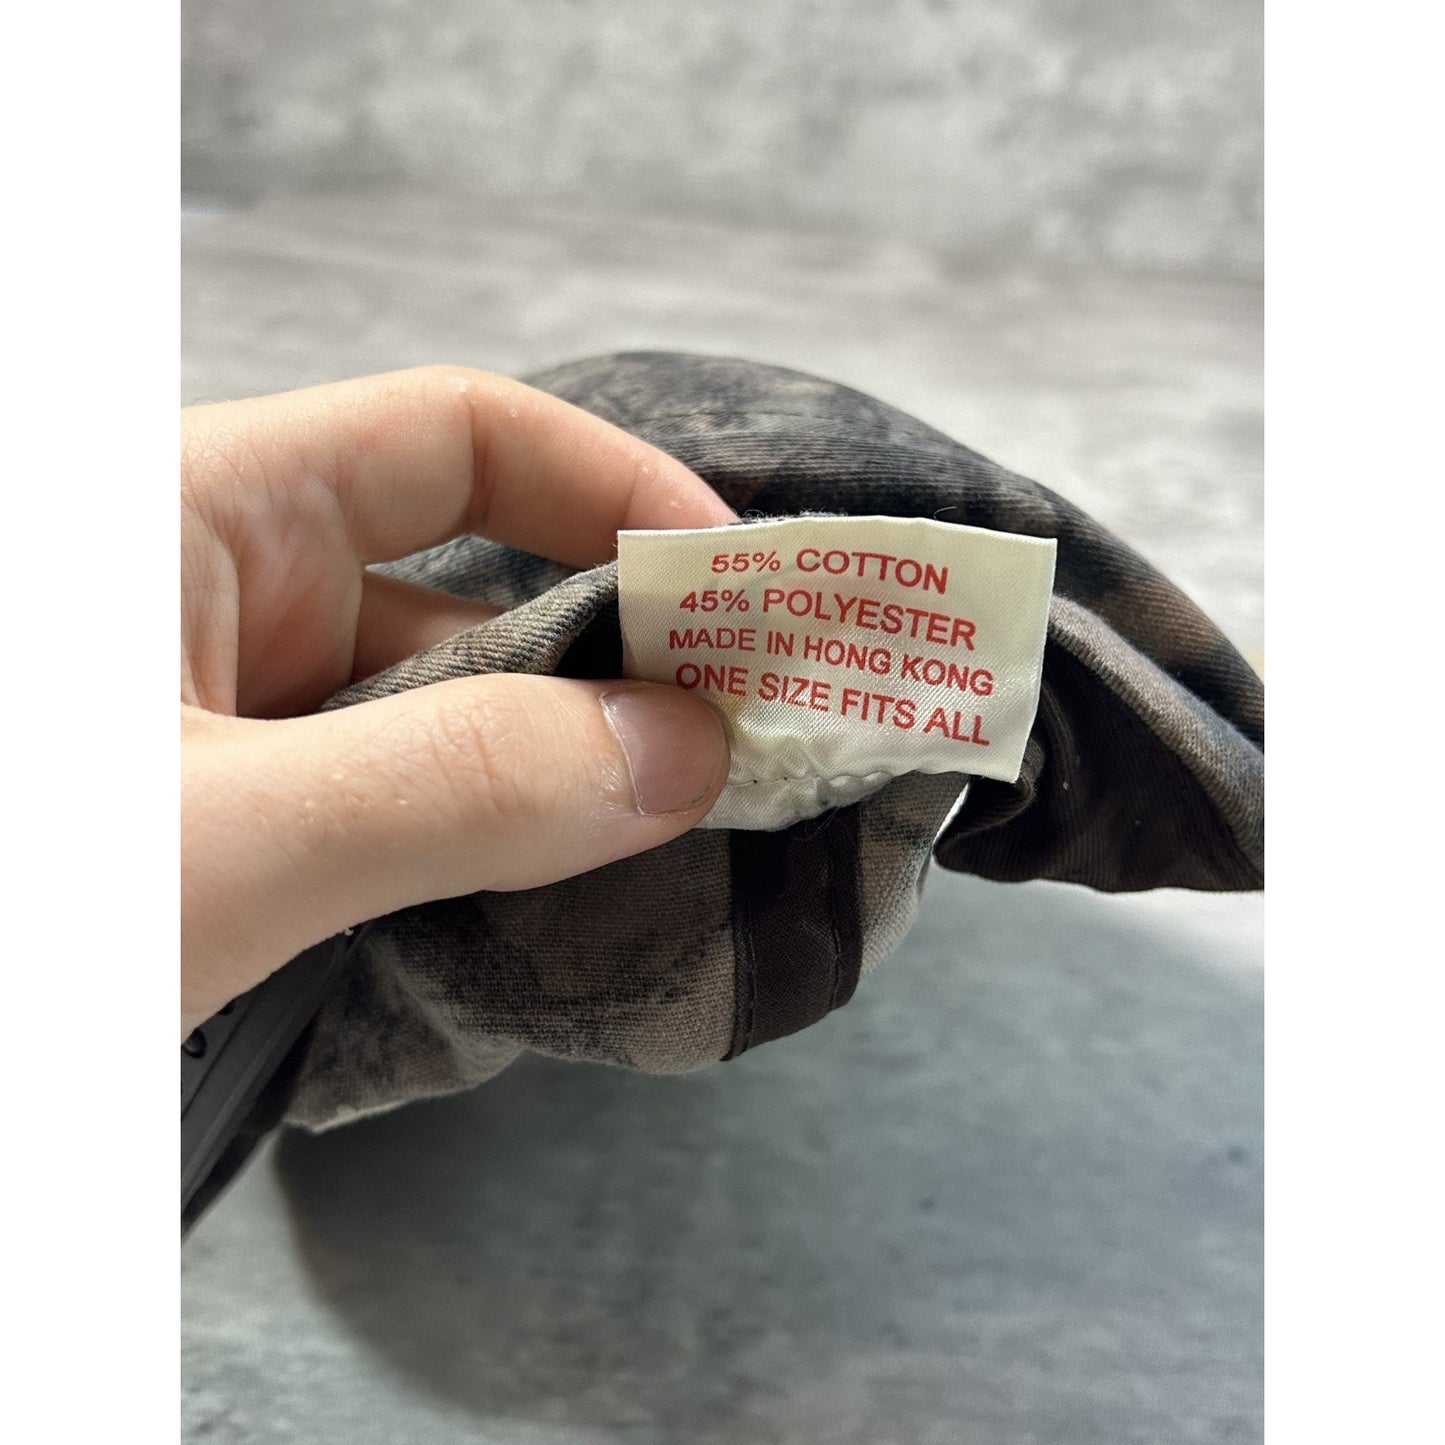 55% COTTON
45% POLYESTER
MADE IN HONG KONG
ONE SIZE FITS ALL